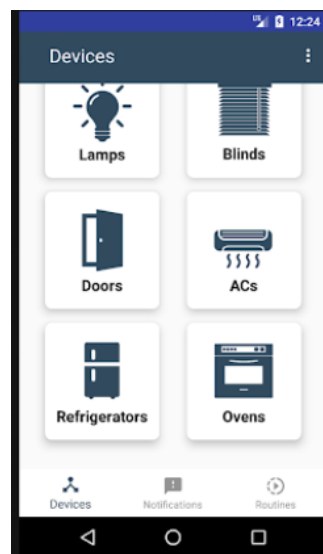 12:24
Devices
Lamps
Blinds
Doors
ACs
Refrigerators
Ovens
Devices
Notifications
Routines